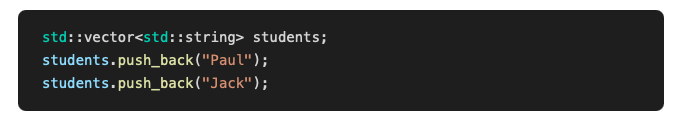 std::vector<std::string> students;
students.push_back("Paul");
students.push_back("Jack");